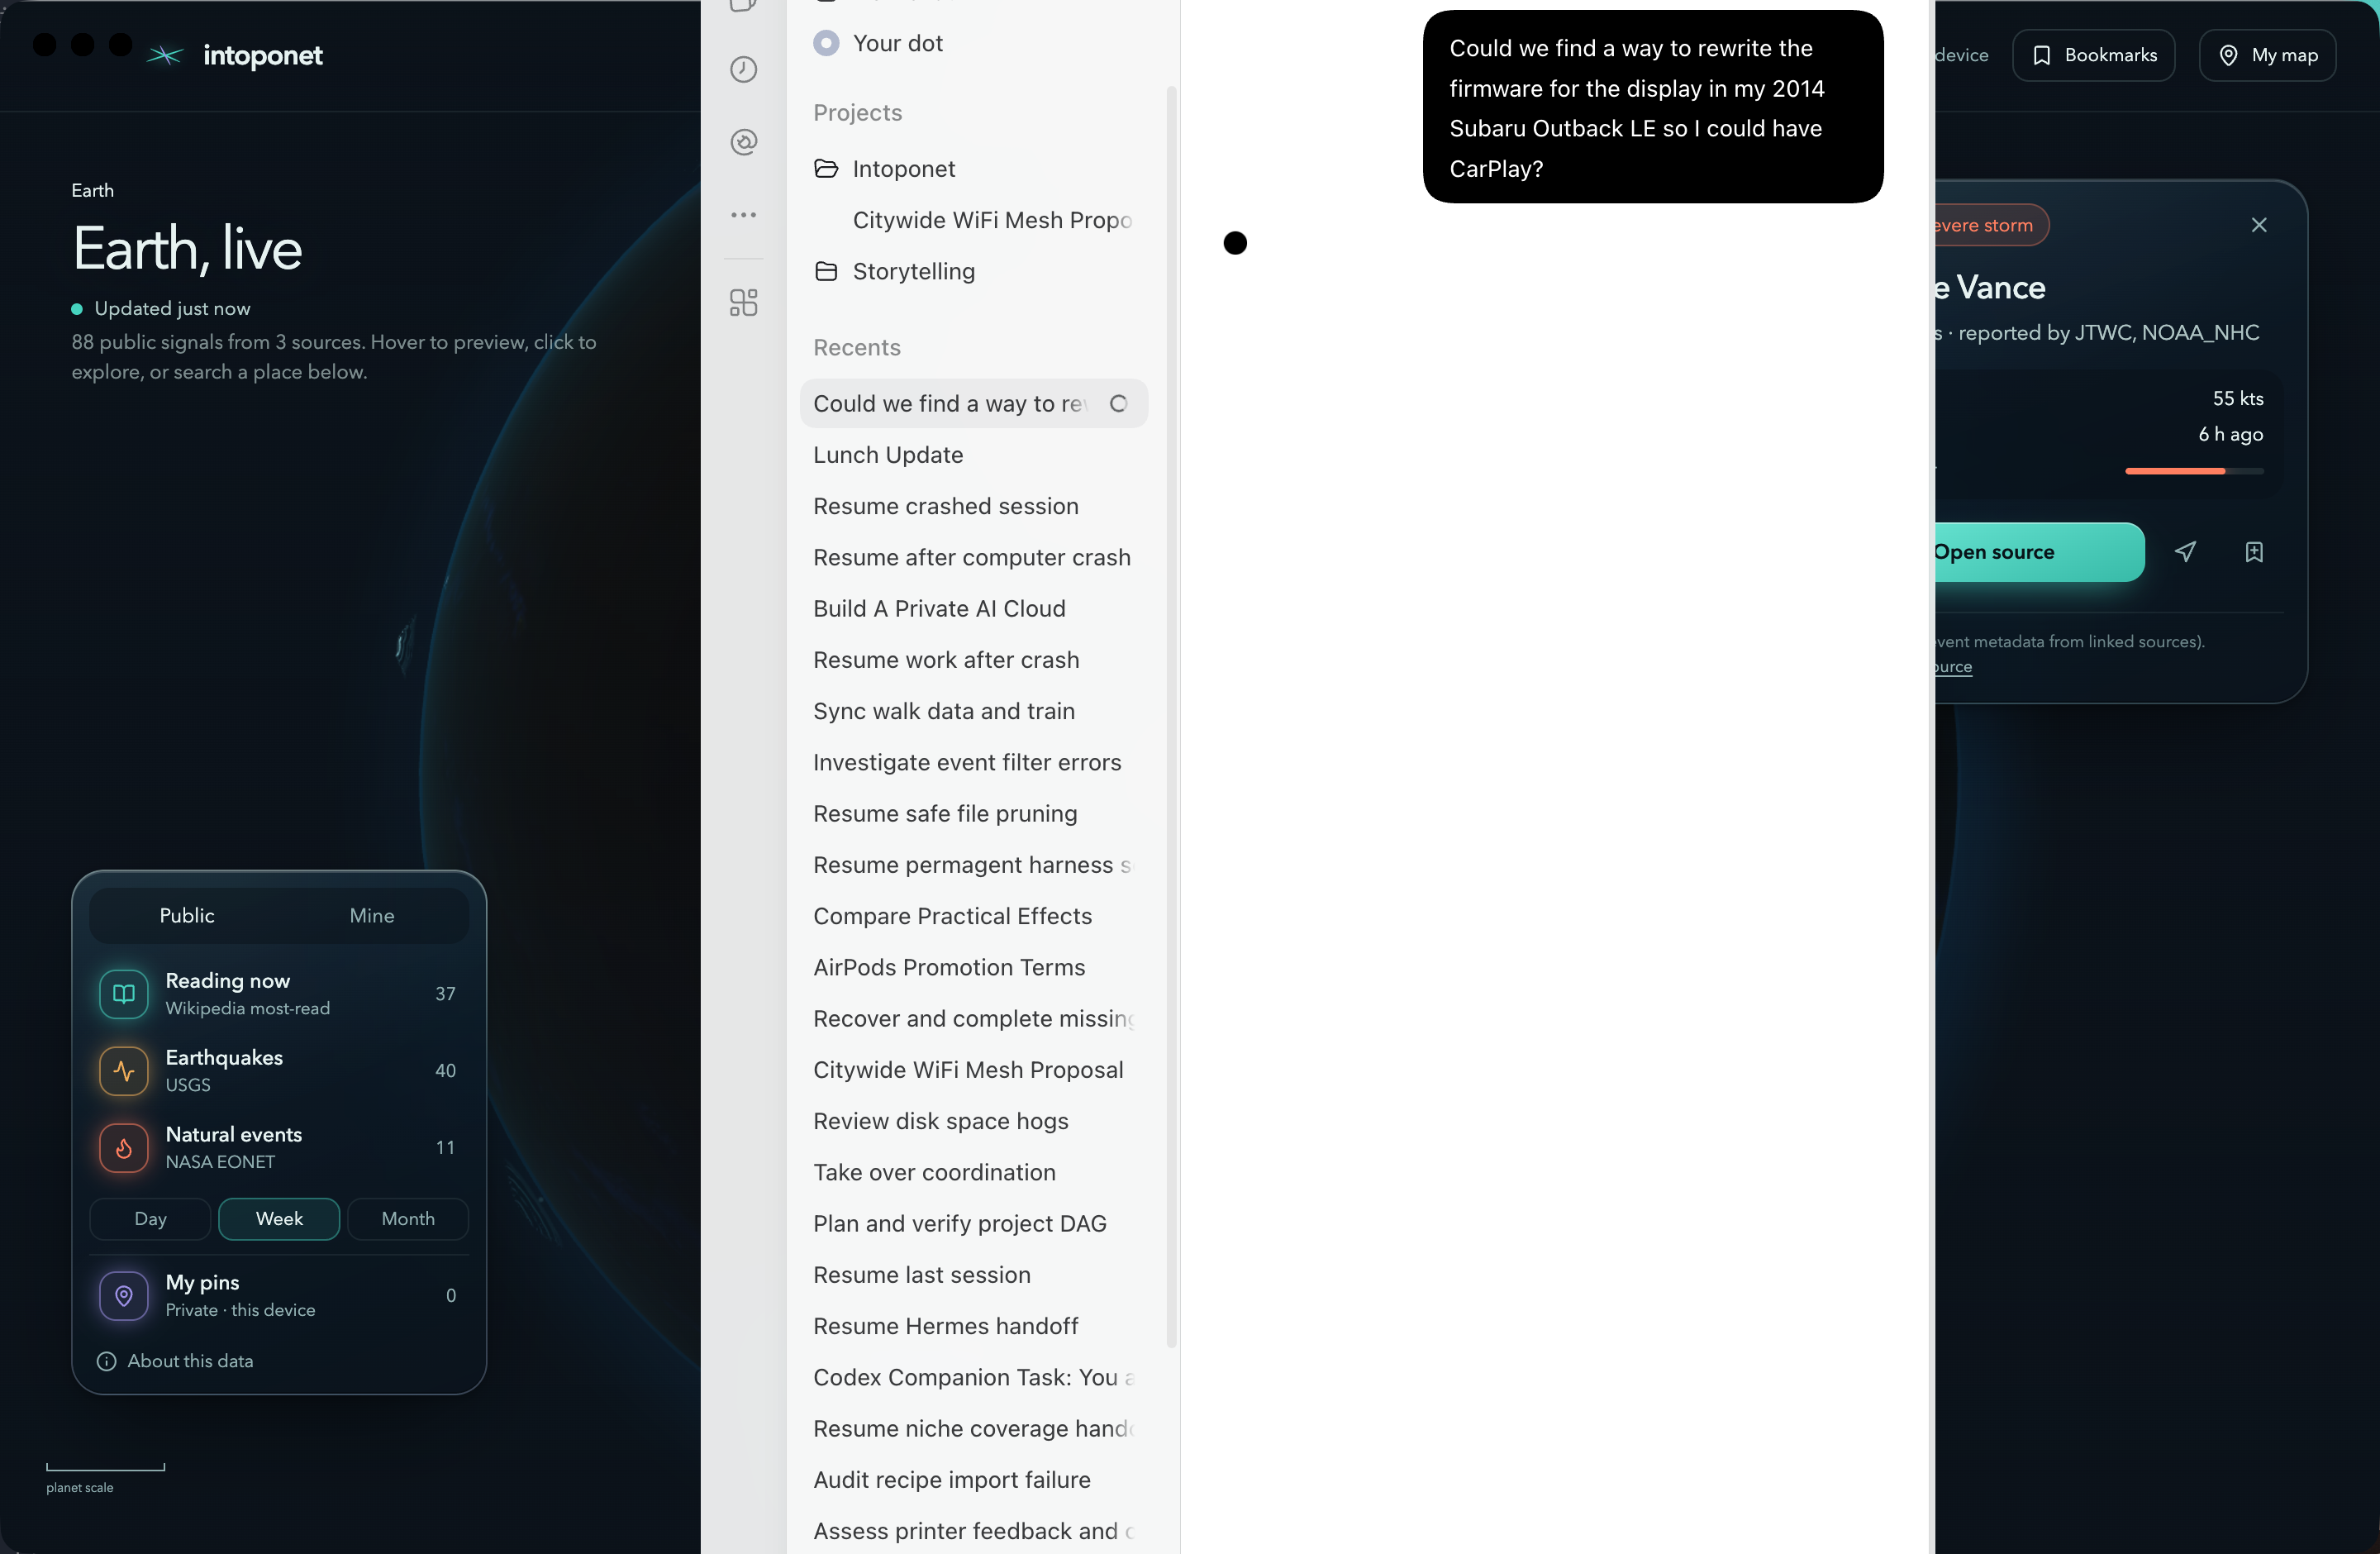 intoponet
Earth
Earth, live
Updated just now
88 public signals from 3 sources. Hover to preview, click to
explore, or search a place below.
Public Mine
Reading now
Wikipedia most-read
37
Earthquakes
USGS
40
Natural events
NASA EONET
11
Day Week Month
My pins
Private · this device
0
About this data
planet scale
Your dot
Projects
Intoponet
Citywide WiFi Mesh Propo
Storytelling
Recents
Could we find a way to re
Lunch Update
Resume crashed session
Resume after computer crash
Build A Private AI Cloud
Resume work after crash
Sync walk data and train
Investigate event filter errors
Resume safe file pruning
Resume permagent harness s
Compare Practical Effects
AirPods Promotion Terms
Recover and complete missing
Citywide WiFi Mesh Proposal
Review disk space hogs
Take over coordination
Plan and verify project DAG
Resume last session
Resume Hermes handoff
Codex Companion Task: You a
Resume niche coverage hand
Audit recipe import failure
Assess printer feedback and
Could we find a way to rewrite the
firmware for the display in my 2014
Subaru Outback LE so I could have
CarPlay?
device
Bookmarks
My map
evere storm
e Vance
s · reported by JTWC, NOAA_NHC
55 kts
6 h ago
Open source
event metadata from linked sources).
ource